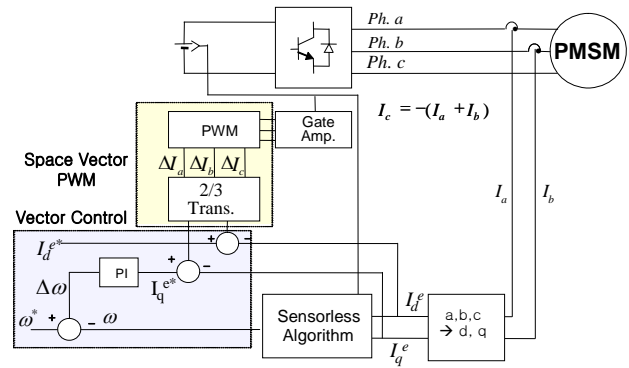 Ph. a
Ph. b
Ph. c
PMSM
I_c = -(I_a + I_b)
Gate
Amp.
PWM
Space Vector
PWM
ΔI_a ΔI_b ΔI_c
2/3
Trans.
I_a
I_b
Vector Control
I_d^e*
+
-
+
-
PI
I_q^e*
Δω
ω*
+
-
ω
Sensorless
Algorithm
I_d^e
I_q^e
a,b,c
→ d, q